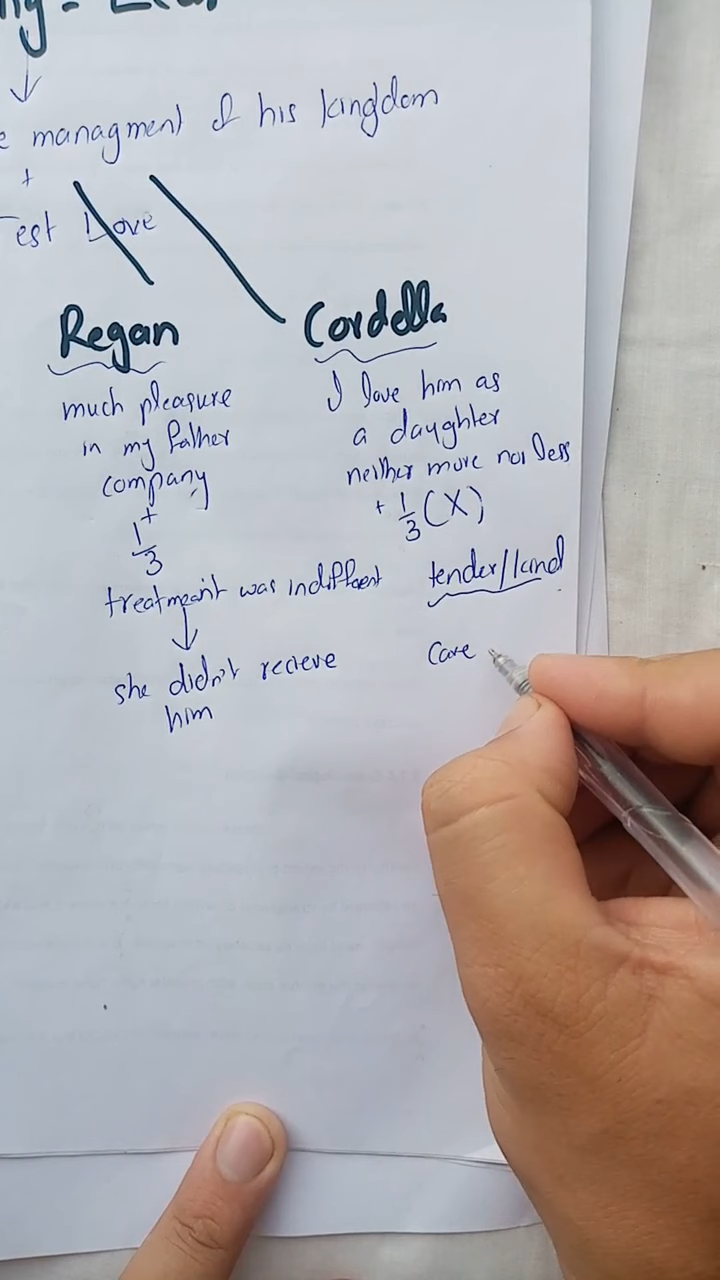 e managment of his kingdom
+
Test Love
Regan
much pleasure
in my father
company
+
1/3
treatment was indiffaent
she didn't recieve
him
Cordella
I love him as
a daughter
neither more nor less
+ 1/3 (X)
tender/kind
Care